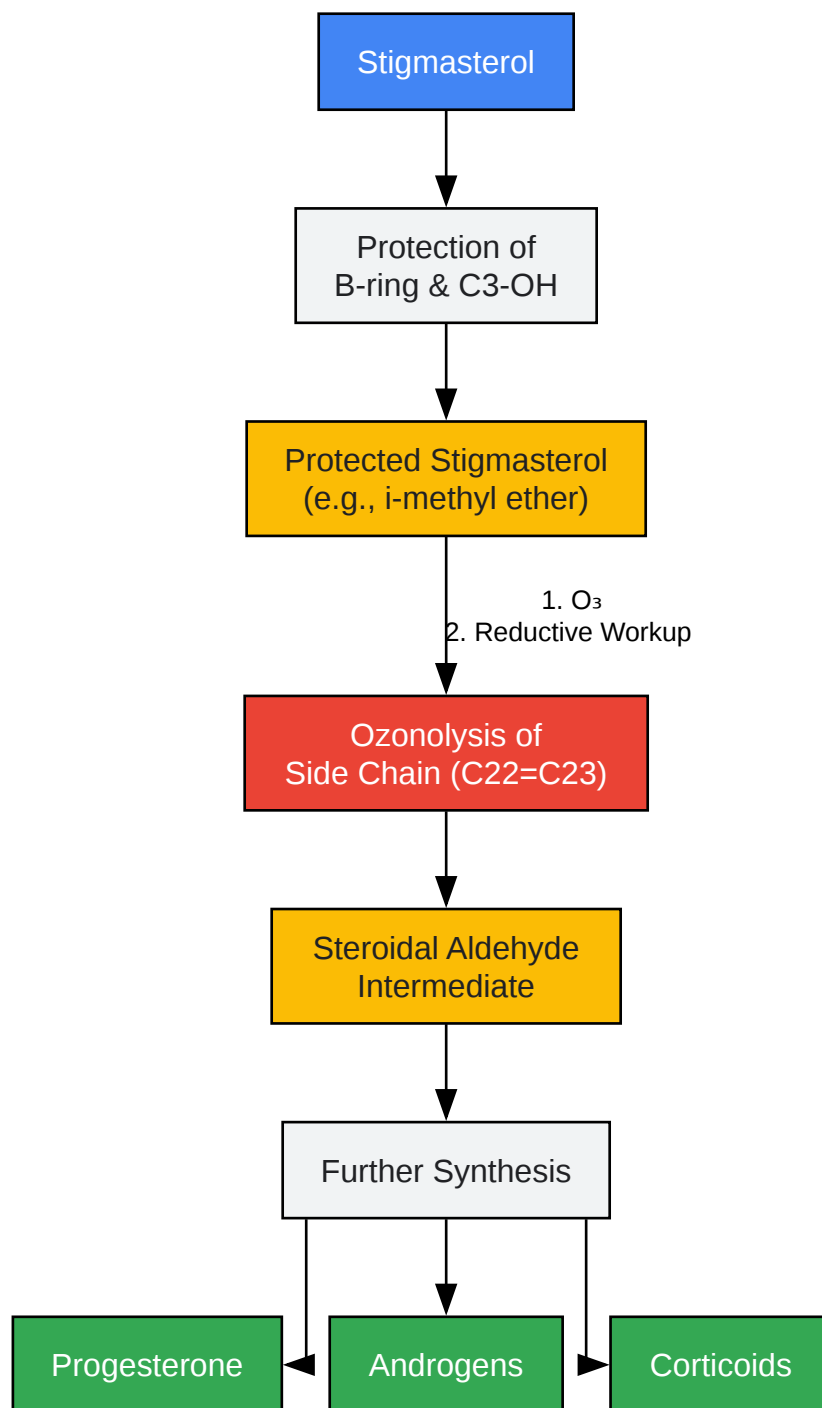 Stigmasterol
Protection of
B-ring & C3-OH
Protected Stigmasterol
(e.g., i-methyl ether)
1. O₃
2. Reductive Workup
Ozonolysis of
Side Chain (C22=C23)
Steroidal Aldehyde
Intermediate
Further Synthesis
Progesterone
Androgens
Corticoids